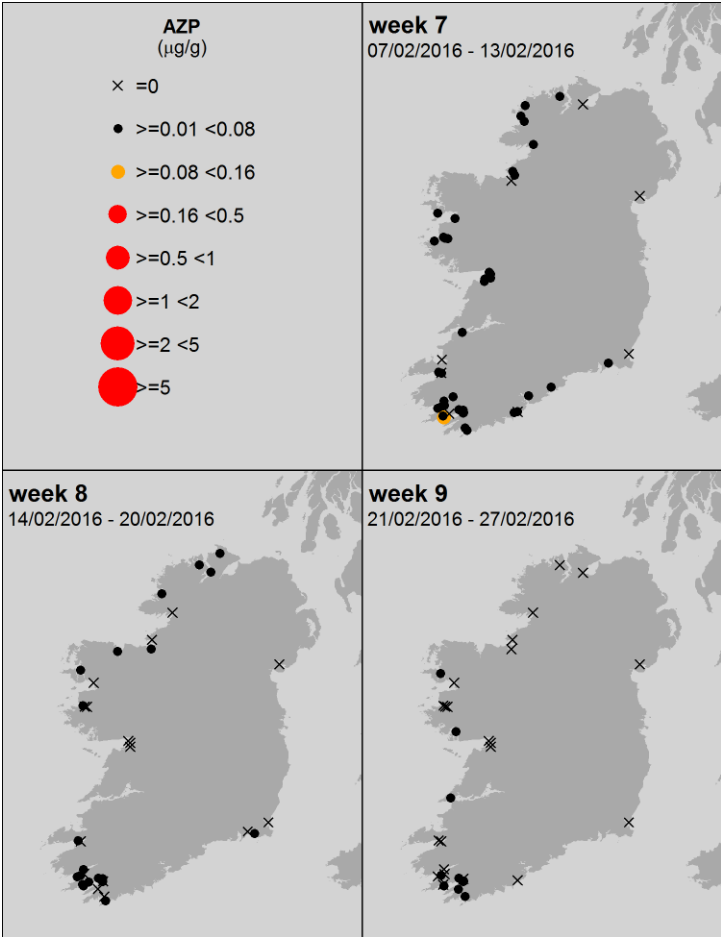 AZP
(µg/g)
=0
>=0.01 <0.08
>=0.08 <0.16
>=0.16 <0.5
>=0.5 <1
>=1 <2
>=2 <5
>=5
week 7
07/02/2016 - 13/02/2016
week 8
14/02/2016 - 20/02/2016
week 9
21/02/2016 - 27/02/2016